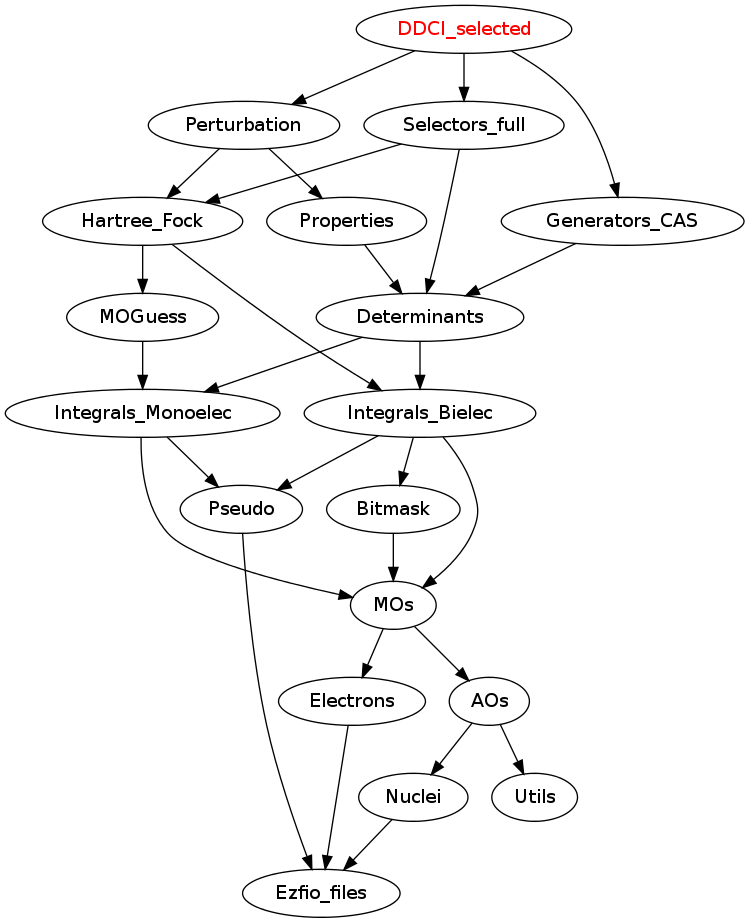 DDCI_selected
Perturbation
Selectors_full
Hartree_Fock
Properties
Generators_CAS
MOGuess
Determinants
Integrals_Monoelec
Integrals_Bielec
Pseudo
Bitmask
MOs
Electrons
AOs
Nuclei
Utils
Ezfio_files